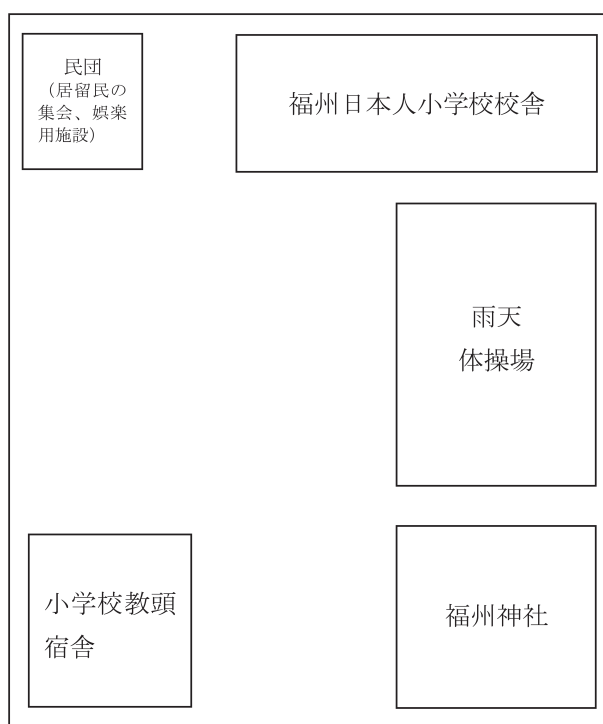 民団
（居留民の
集会、娯楽
用施設）
福州日本人小学校校舎
雨天
体操場
小学校教頭
宿舎
福州神社